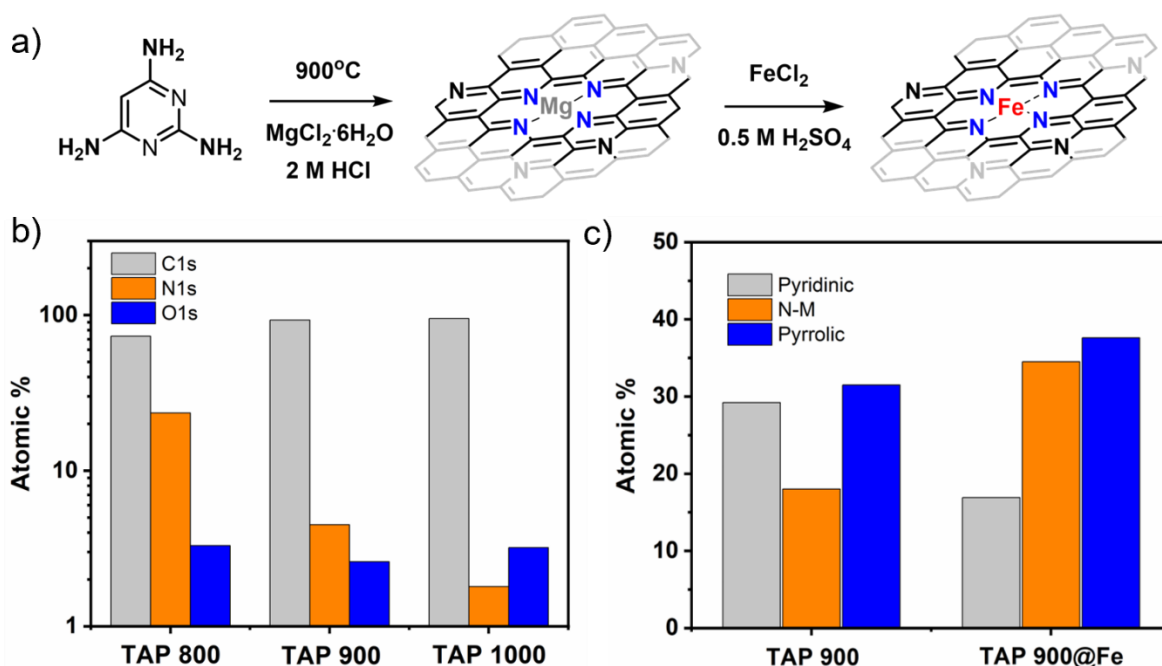 a)
NH₂
N
H₂N
N
NH₂
900°C
MgCl₂·6H₂O
2 M HCl
N
N
N
N
Mg
N
N
N
N
FeCl₂
0.5 M H₂SO₄
N
N
N
N
Fe
N
N
N
N
b)
C1s
N1s
O1s
Atomic %
100
10
1
TAP 800 TAP 900 TAP 1000
c)
Pyridinic
N-M
Pyrrolic
Atomic %
50
40
30
20
10
0
TAP 900 TAP 900@Fe